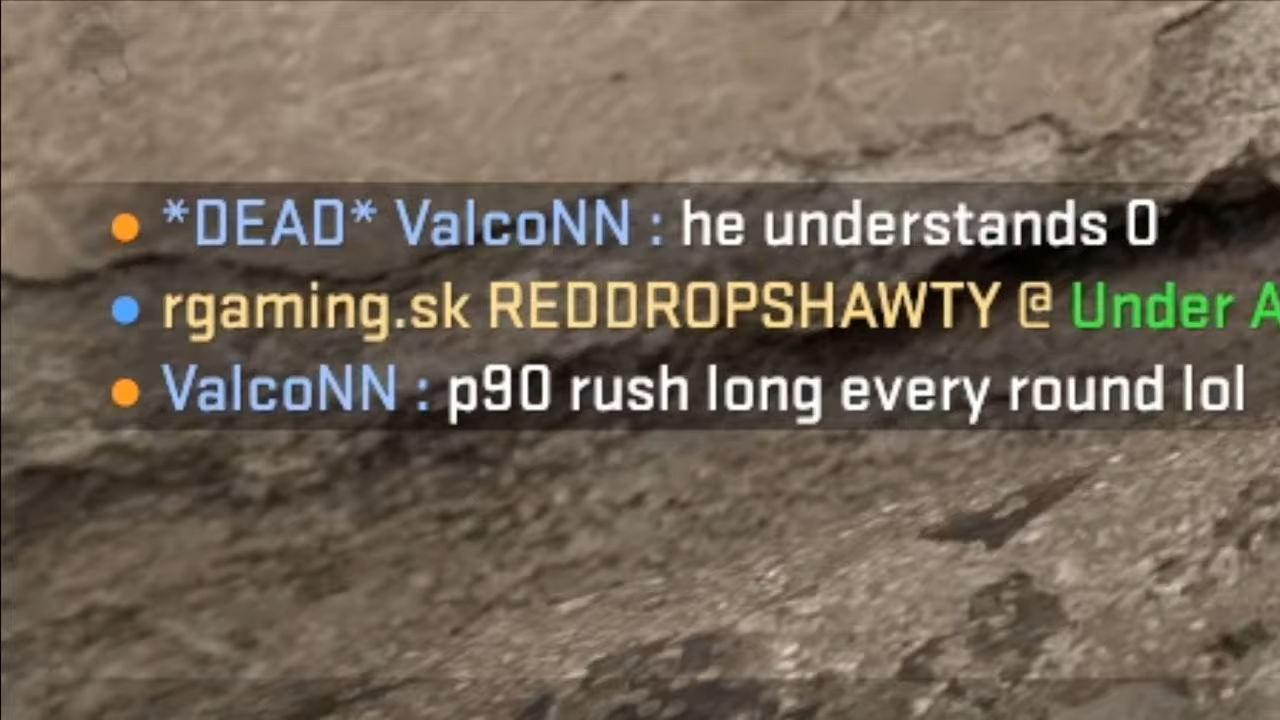 *DEAD* ValcoNN : he understands 0
rgaming.sk REDDROPSHAWTY @ Under A
ValcoNN : p90 rush long every round lol